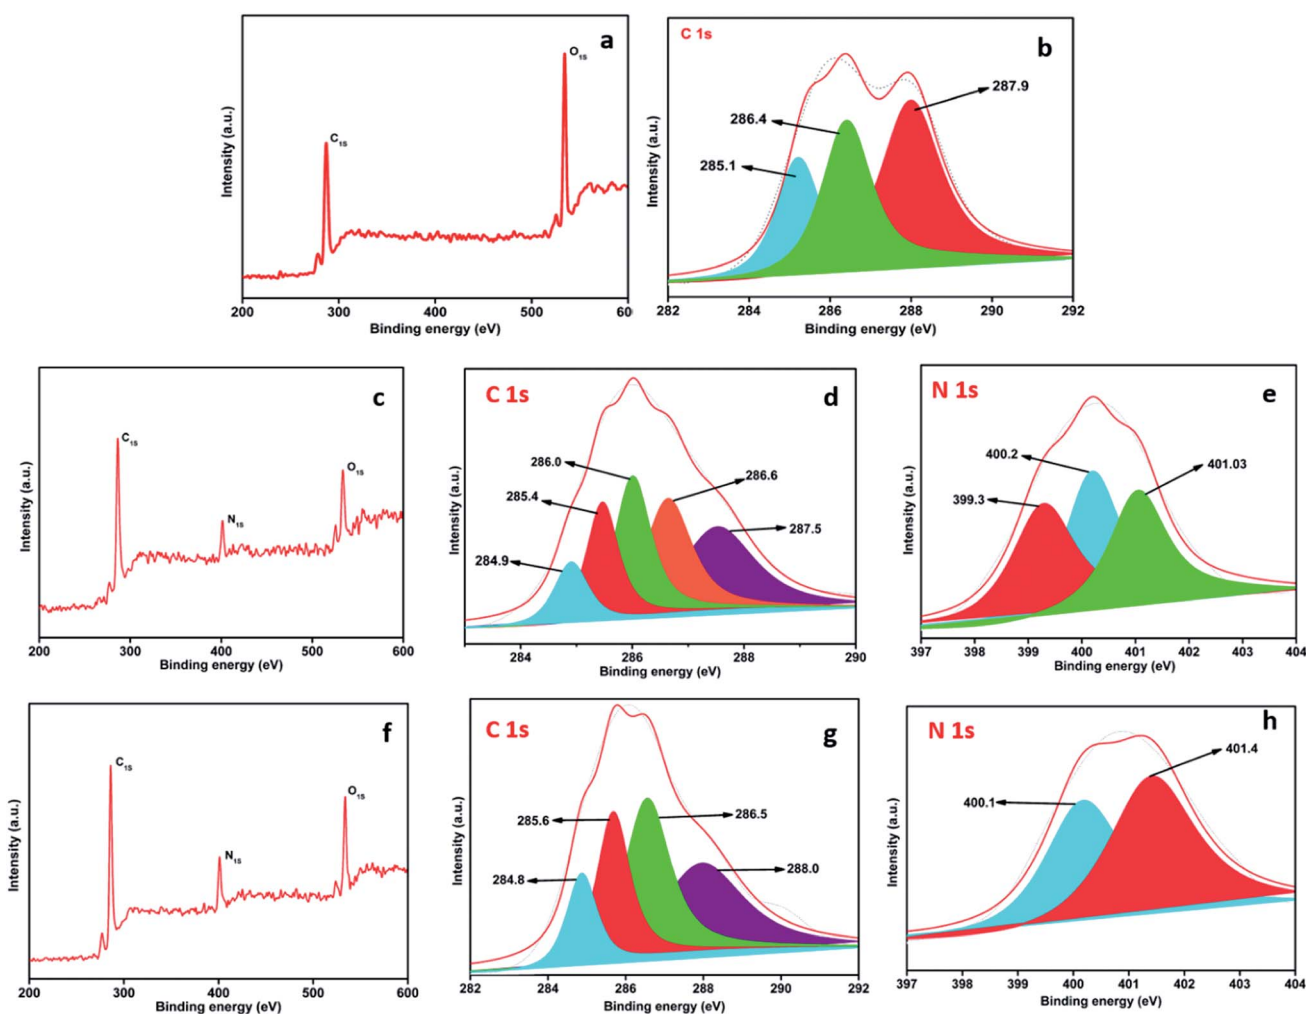 a
O1S
C1S
Intensity (a.u.)
200 300 400 500 600
Binding energy (eV)
C 1s
b
287.9
286.4
285.1
Intensity (a.u.)
282 284 286 288 290 292
Binding energy (eV)
c
C1S
O1S
N1S
Intensity (a.u.)
200 300 400 500 600
Binding energy (eV)
C 1s
d
286.0
286.6
285.4
287.5
284.9
Intensity (a.u.)
284 286 288 290
Binding energy (eV)
N 1s
e
400.2
401.03
399.3
Intensity (a.u.)
397 398 399 400 401 402 403 404
Binding energy (eV)
f
C1S
O1S
N1S
Intensity (a.u.)
200 300 400 500 600
Binding energy (eV)
C 1s
g
285.6
286.5
284.8
288.0
Intensity (a.u.)
282 284 286 288 290 292
Binding energy (eV)
N 1s
h
401.4
400.1
Intensity (a.u.)
397 398 399 400 401 402 403 404
Binding energy (eV)